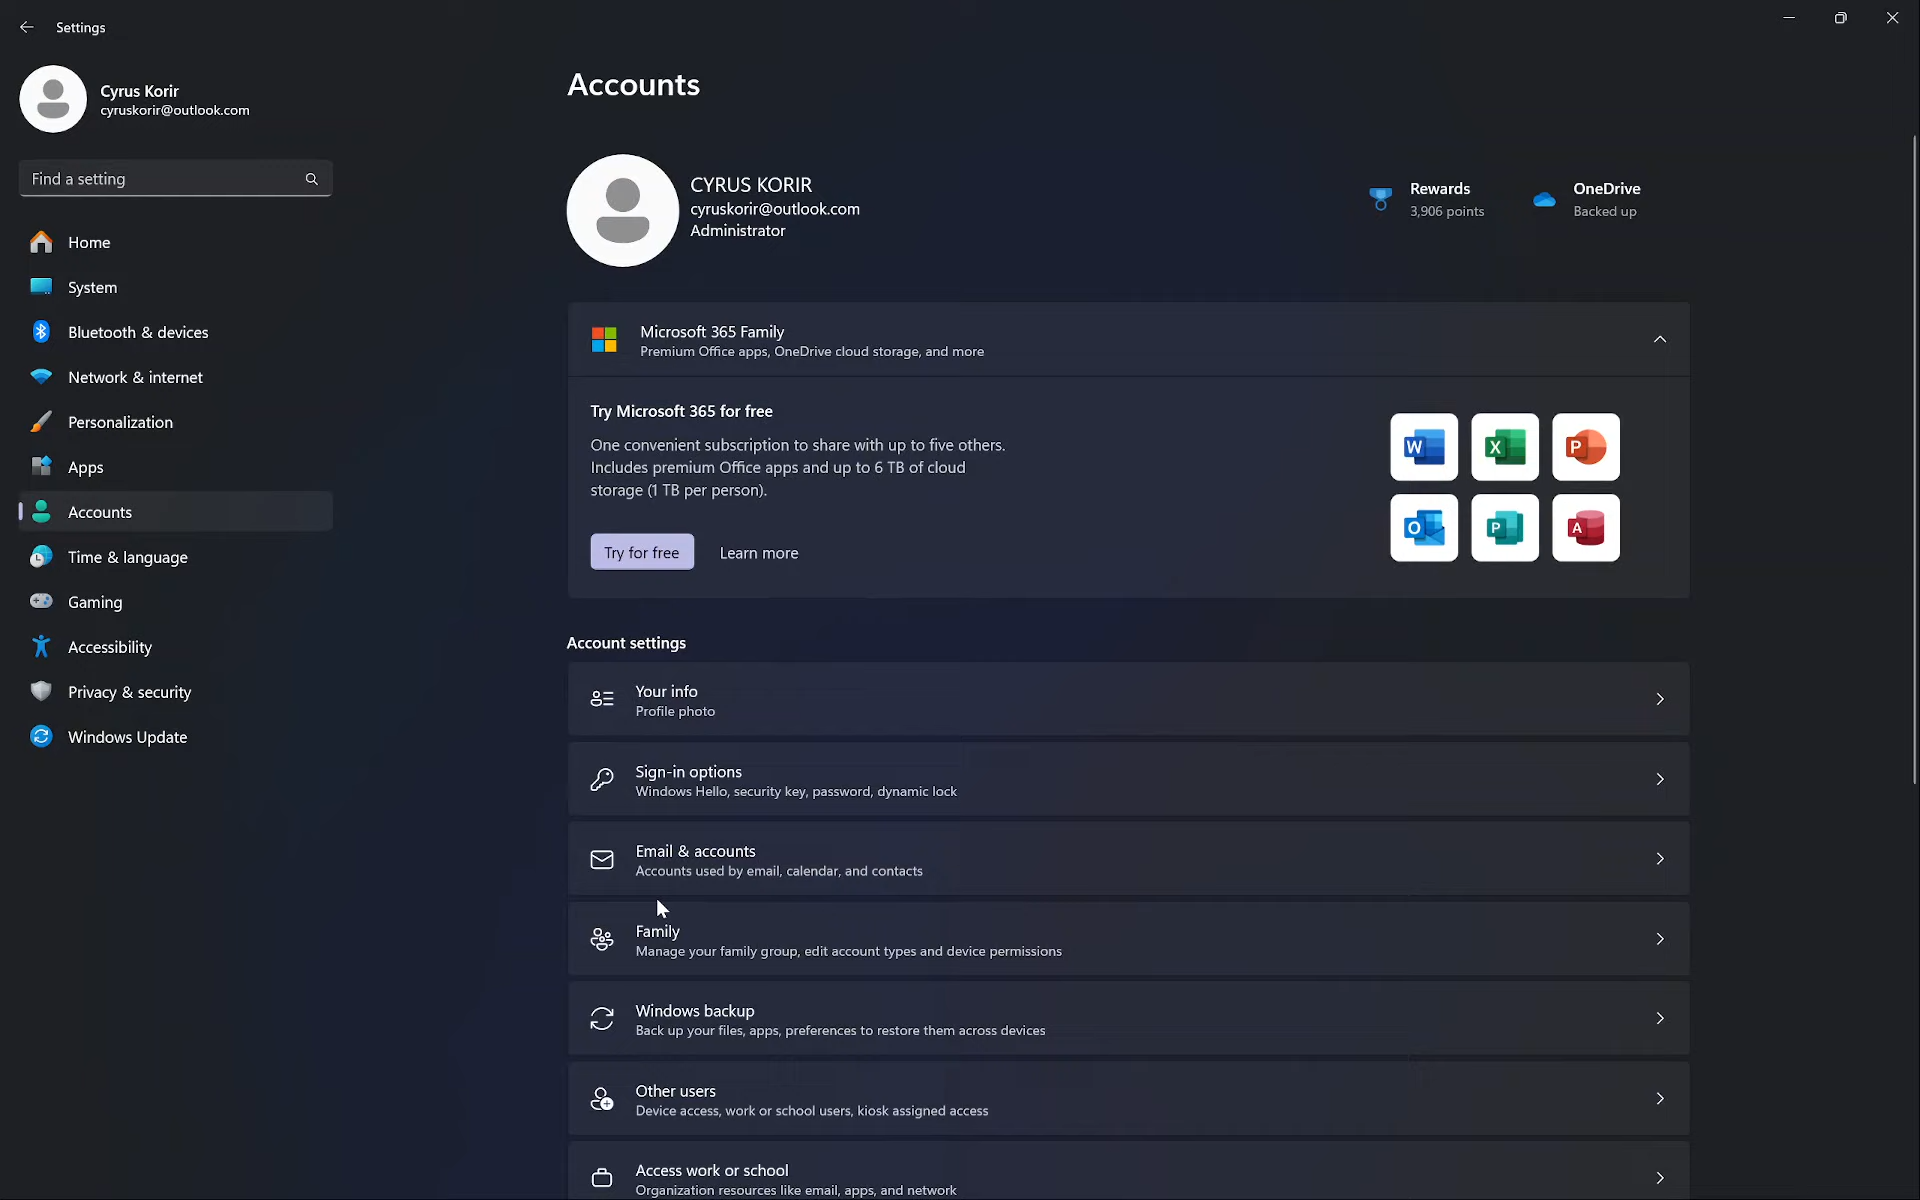 Settings
Cyrus Korir
cyruskorir@outlook.com
Find a setting
Home
System
Bluetooth & devices
Network & internet
Personalization
Apps
Accounts
Time & language
Gaming
Accessibility
Privacy & security
Windows Update
Accounts
CYRUS KORIR
cyruskorir@outlook.com
Administrator
Rewards
3,906 points
OneDrive
Backed up
Microsoft 365 Family
Premium Office apps, OneDrive cloud storage, and more
Try Microsoft 365 for free
One convenient subscription to share with up to five others.
Includes premium Office apps and up to 6 TB of cloud
storage (1 TB per person).
Try for free
Learn more
W
X
P
O
P
A
Account settings
Your info
Profile photo
Sign-in options
Windows Hello, security key, password, dynamic lock
Email & accounts
Accounts used by email, calendar, and contacts
Family
Manage your family group, edit account types and device permissions
Windows backup
Back up your files, apps, preferences to restore them across devices
Other users
Device access, work or school users, kiosk assigned access
Access work or school
Organization resources like email, apps, and network